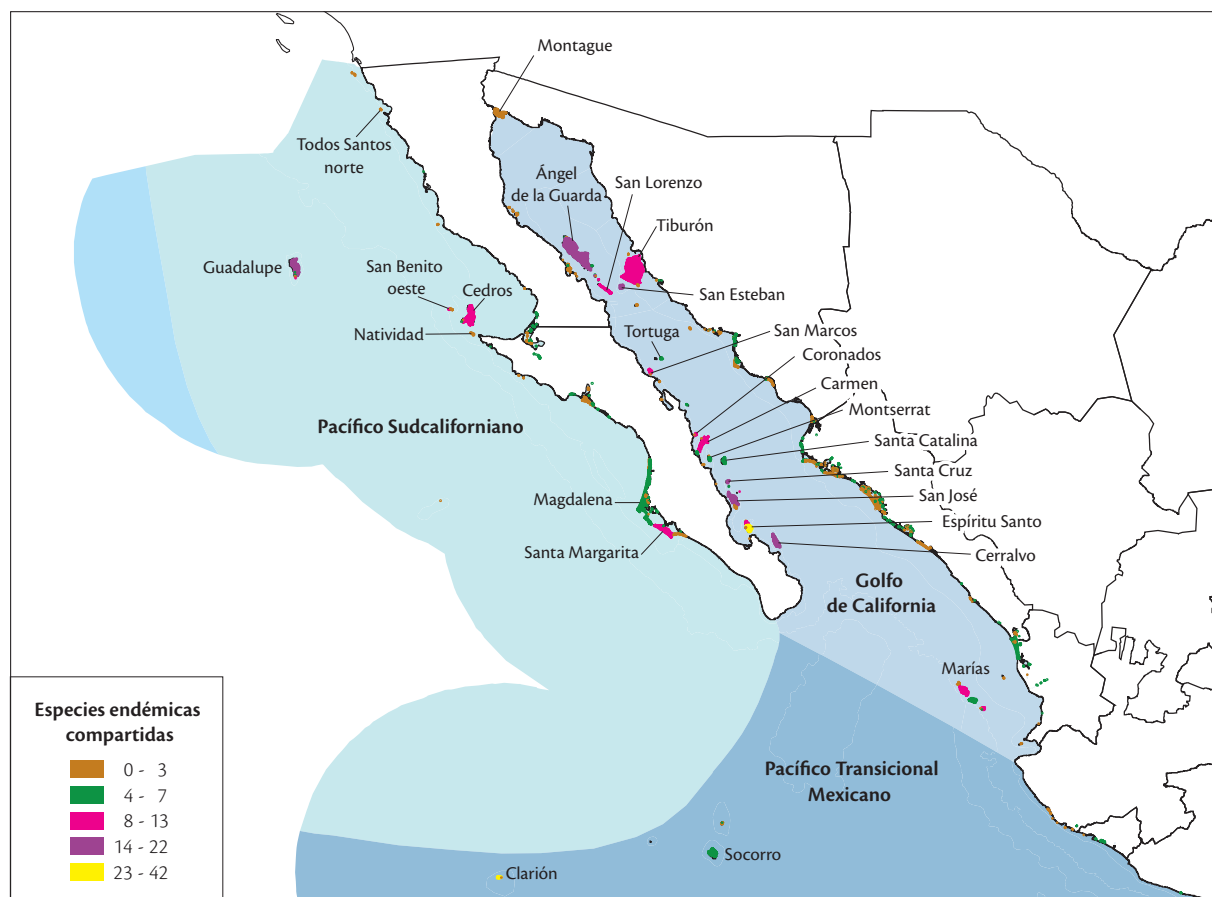 Montague
Todos Santos
norte
Ángel
de la Guarda
San Lorenzo
Tiburón
Guadalupe
San Benito
oeste
Cedros
San Esteban
Natividad
Tortuga
San Marcos
Coronados
Carmen
Montserrat
Pacífico Sudcaliforniano
Santa Catalina
Santa Cruz
Magdalena
San José
Espíritu Santo
Santa Margarita
Cerralvo
Golfo
de California
Marías
Pacífico Transicional
Mexicano
Socorro
Clarión
Especies endémicas
compartidas
0 - 3
4 - 7
8 - 13
14 - 22
23 - 42